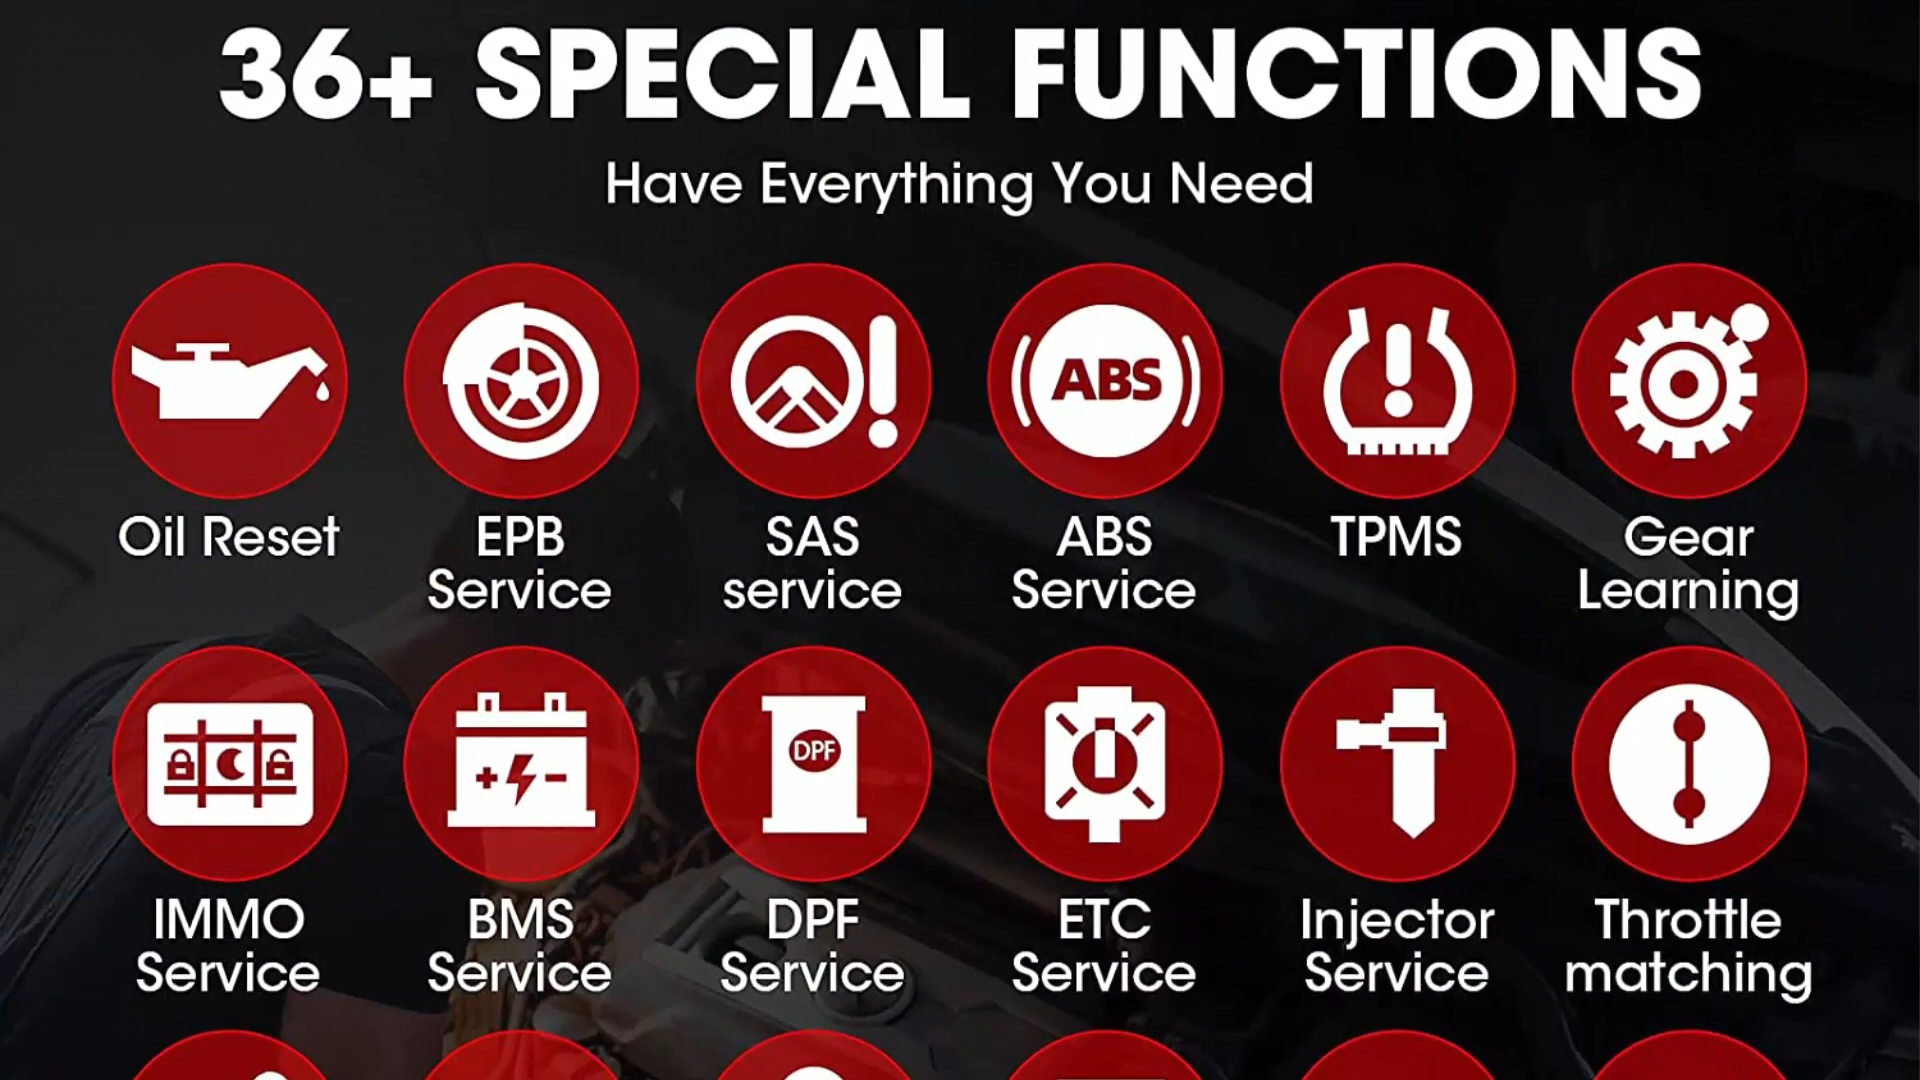 36+ SPECIAL FUNCTIONS
Have Everything You Need
ABS
Oil Reset
EPB
Service
SAS
service
ABS
Service
TPMS
Gear
Learning
DPF
IMMO
Service
BMS
Service
DPF
Service
ETC
Service
Injector
Service
Throttle
matching